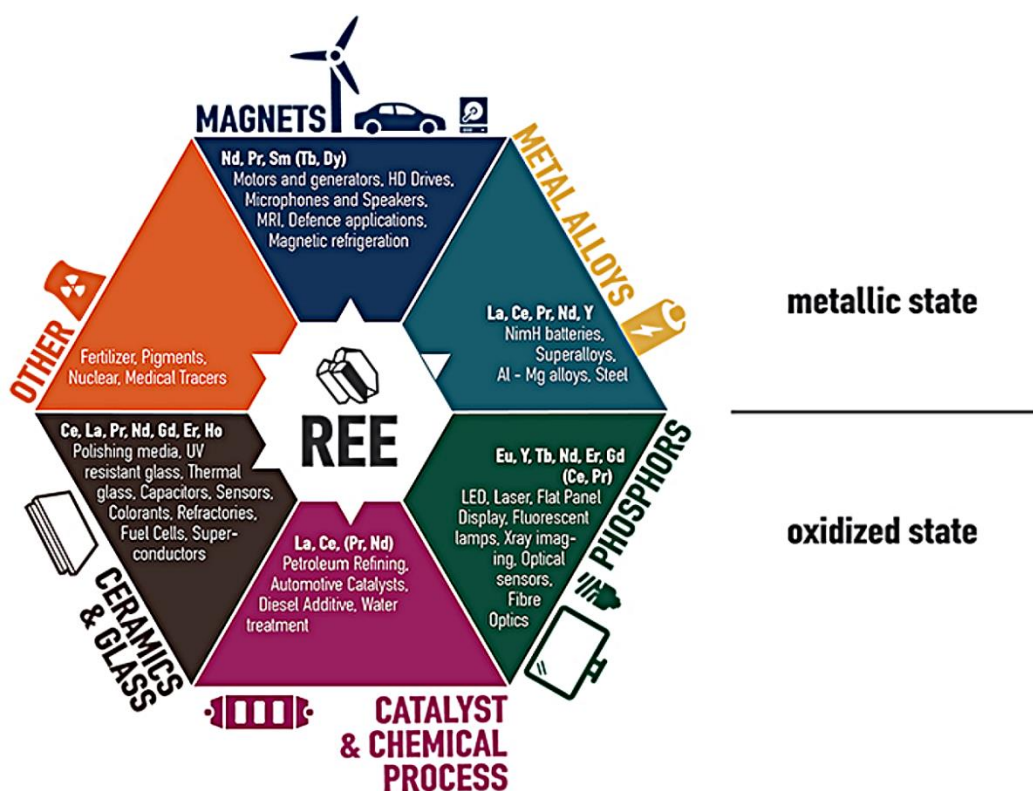 MAGNETS
Nd, Pr, Sm (Tb, Dy)
Motors and generators, HD Drives,
Microphones and Speakers,
MRI, Defence applications,
Magnetic refrigeration
METAL ALLOYS
La, Ce, Pr, Nd, Y
NimH batteries,
Superalloys,
Al - Mg alloys, Steel
metallic state
OTHER
Fertilizer, Pigments,
Nuclear, Medical Tracers
REE
Ce, La, Pr, Nd, Gd, Er, Ho
Polishing media, UV
resistant glass, Thermal
glass, Capacitors, Sensors,
Colorants, Refractories,
Fuel Cells, Super-
conductors
CERAMICS
& GLASS
La, Ce, (Pr, Nd)
Petroleum Refining,
Automotive Catalysts,
Diesel Additive, Water
treatment
CATALYST
& CHEMICAL
PROCESS
Eu, Y, Tb, Nd, Er, Gd
(Ce, Pr)
LED, Laser, Flat Panel
Display, Fluorescent
lamps, Xray imag-
ing, Optical
sensors,
Fibre
Optics
PHOSPHORS
oxidized state